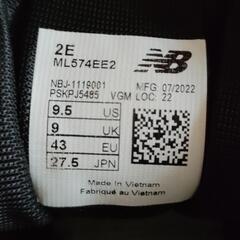 2E
ML574EE2
NB
NBJ-1119001 MFG 07/2022
PSKPJ5485 VGM LOC: 22
9.5 US
9 UK
43 EU
27.5 JPN
Made in Vietnam
Fabriqué au Vietnam